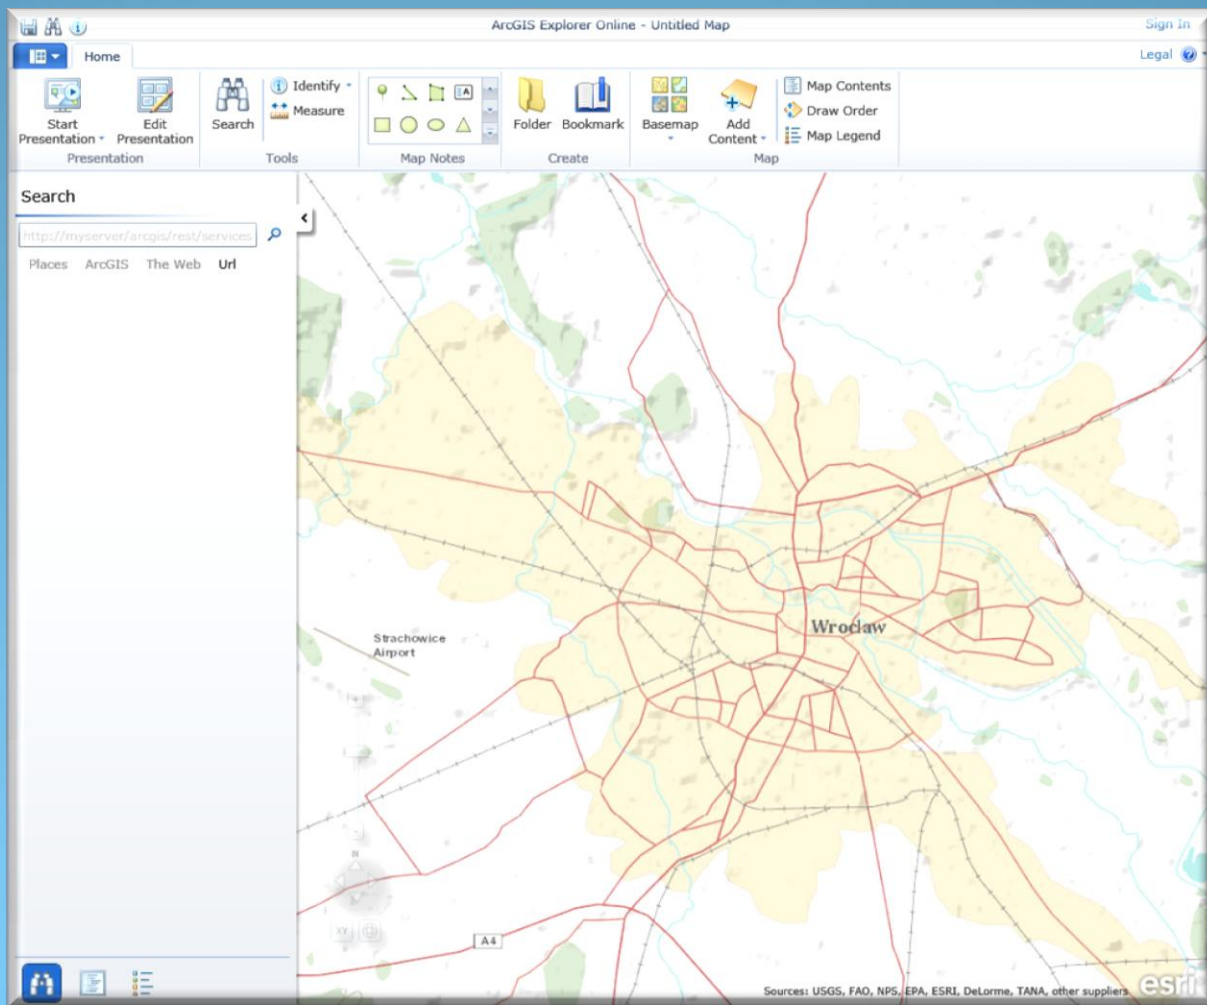 ArcGIS Explorer Online - Untitled Map
Sign In
Home
Legal
Start Presentation
Edit Presentation
Presentation
Search
Identify
Measure
Tools
A
Map Notes
Folder
Bookmark
Create
Basemap
Add Content
Map Contents
Draw Order
Map Legend
Map
Search
http://myserver/arcgis/rest/services
Places ArcGIS The Web Url
Wrocław
Strachowice
Airport
N
XY
A4
Sources: USGS, FAO, NPS, EPA, ESRI, DeLorme, TANA, other suppliers
esri